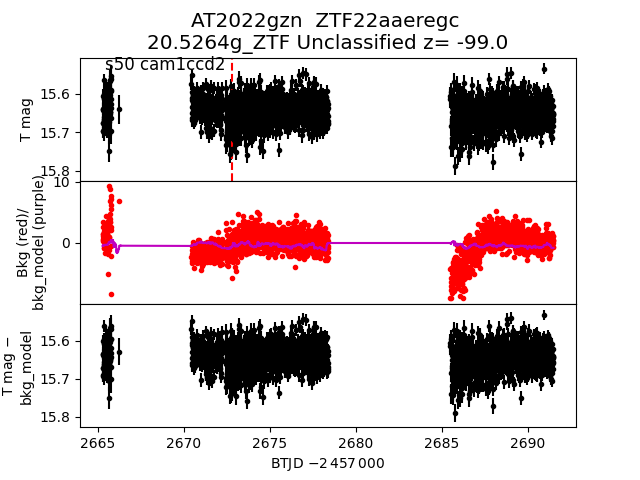 AT2022gzn  ZTF22aaeregc
20.5264g_ZTF Unclassified z= -99.0
s50 cam1ccd2
T mag
15.6
15.7
15.8
Bkg (red)/
bkg_model (purple)
10
0
T mag −
bkg_model
15.6
15.7
15.8
2665
2670
2675
2680
2685
2690
BTJD −2 457 000